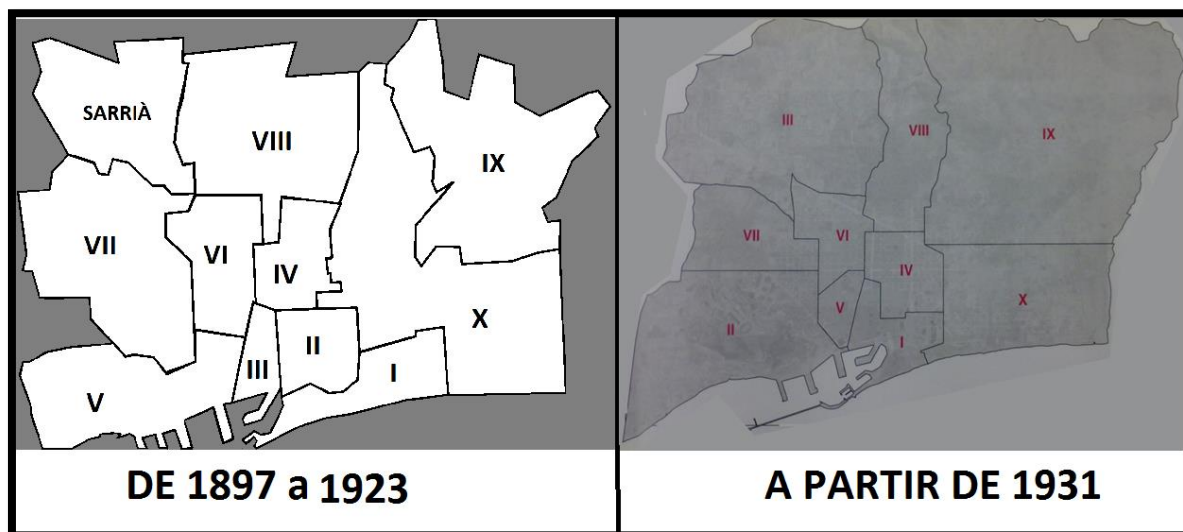 SARRIÀ
VIII
IX
VII
VI
IV
X
II
III
I
V
DE 1897 a 1923
III
VIII
IX
VII
VI
IV
V
X
II
I
A PARTIR DE 1931